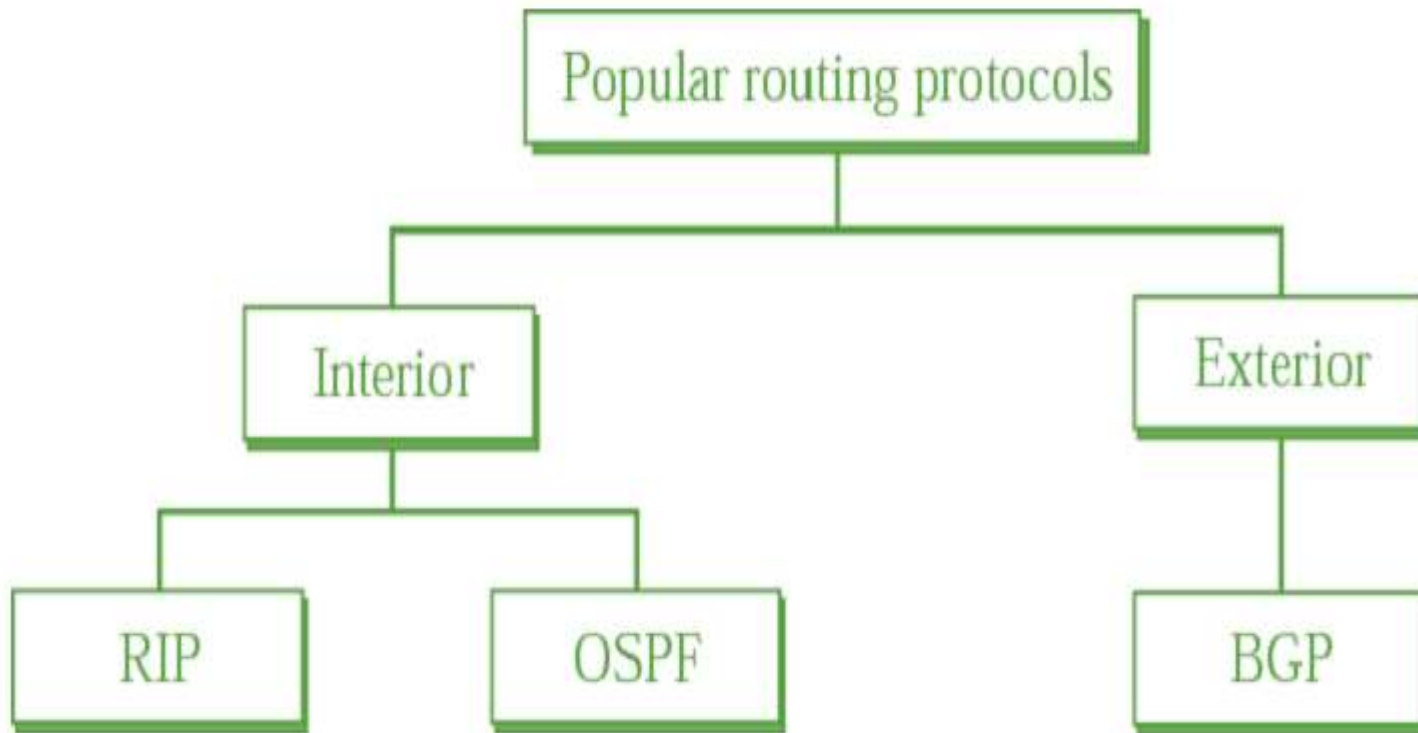 Popular routing protocols
Interior
Exterior
RIP
OSPF
BGP